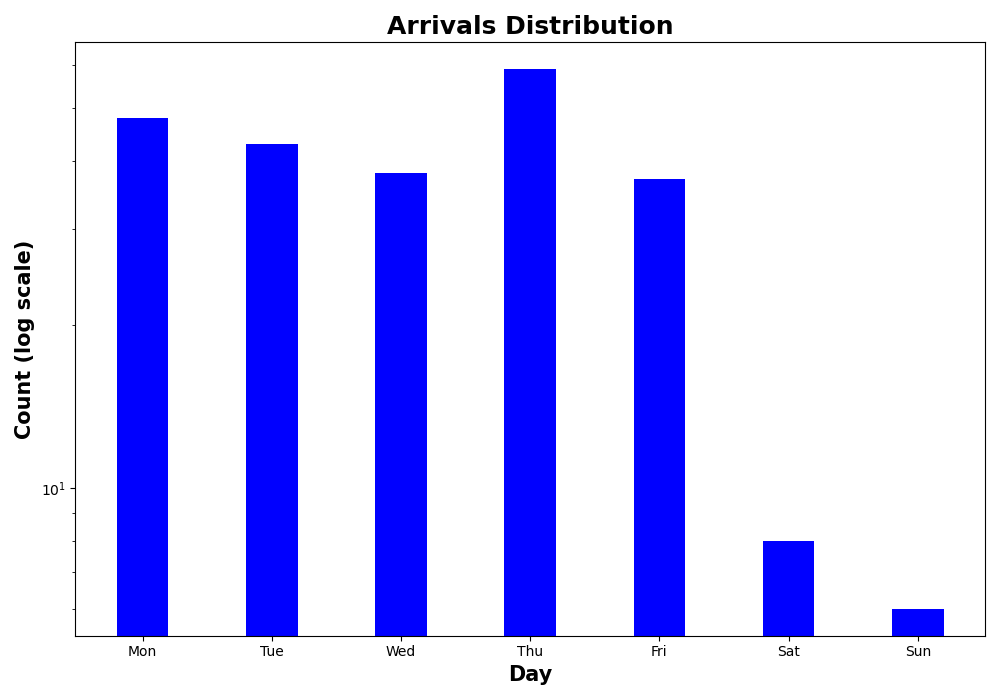 Arrivals Distribution
Count (log scale)
10¹
Mon Tue Wed Thu Fri Sat Sun
Day